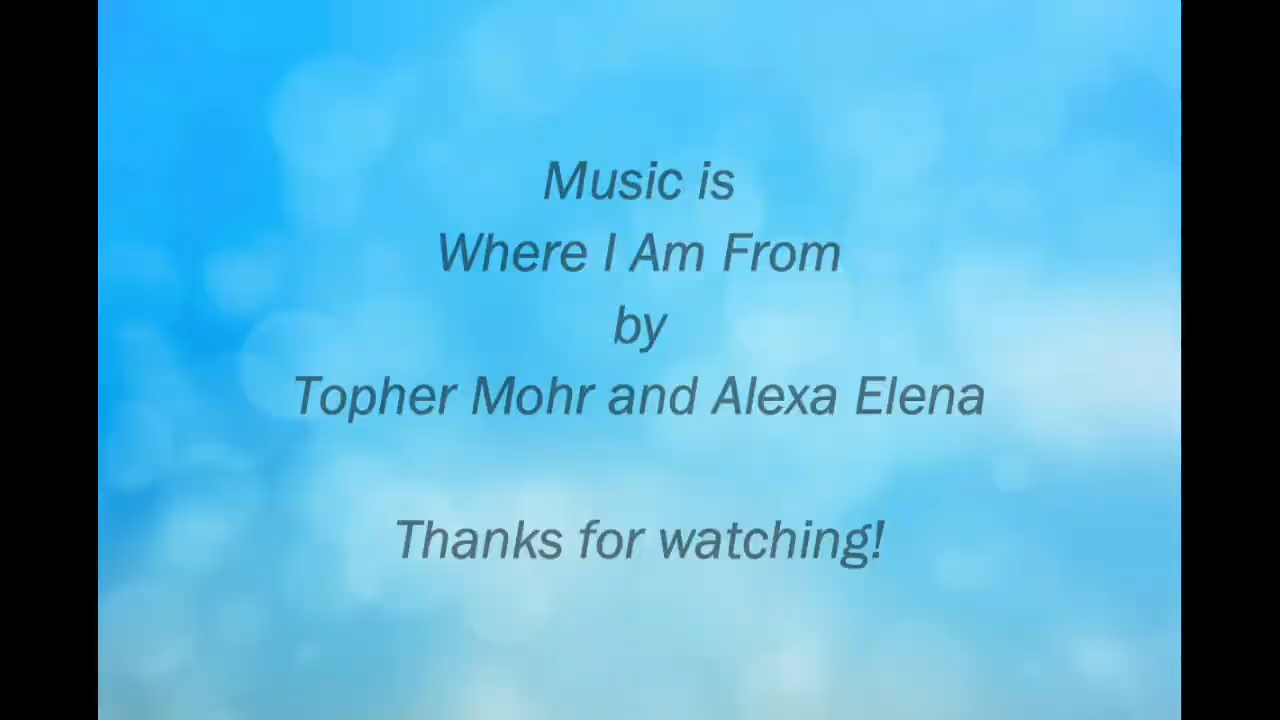 Music is
Where I Am From
by
Topher Mohr and Alexa Elena
Thanks for watching!